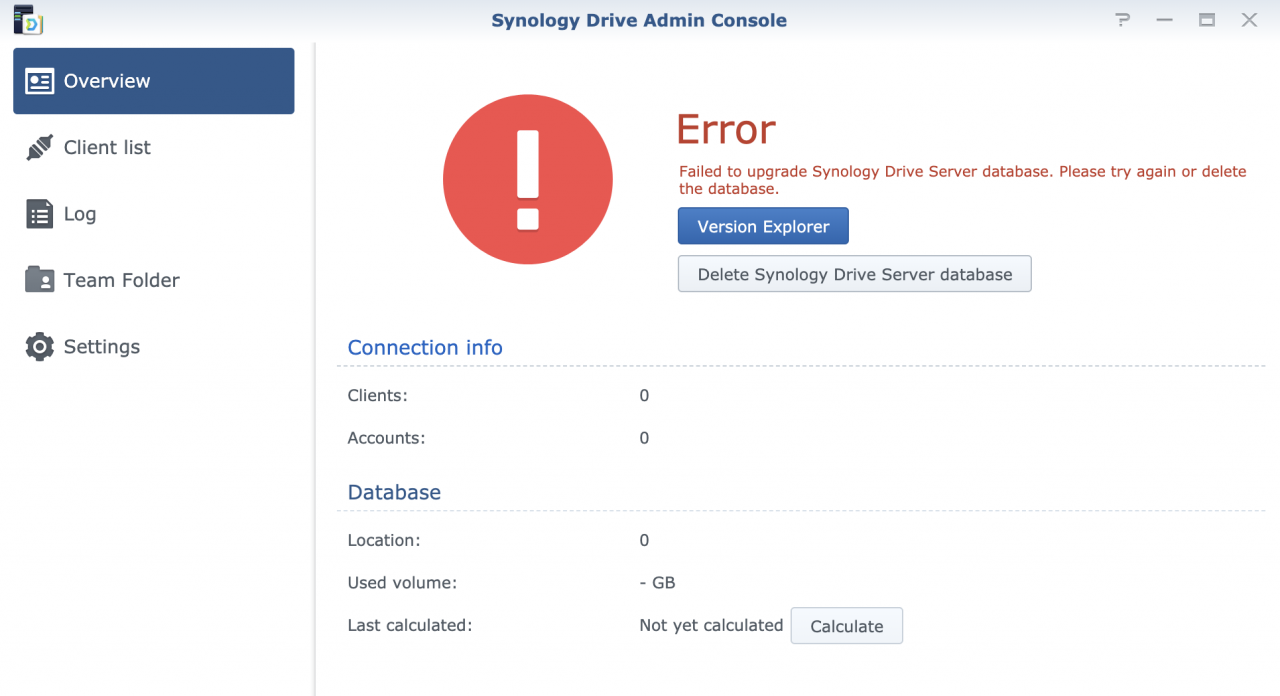 Synology Drive Admin Console
Overview
Client list
Log
Team Folder
Settings
Error
Failed to upgrade Synology Drive Server database. Please try again or delete
the database.
Version Explorer
Delete Synology Drive Server database
Connection info
Clients: 0
Accounts: 0
Database
Location: 0
Used volume: - GB
Last calculated: Not yet calculated Calculate